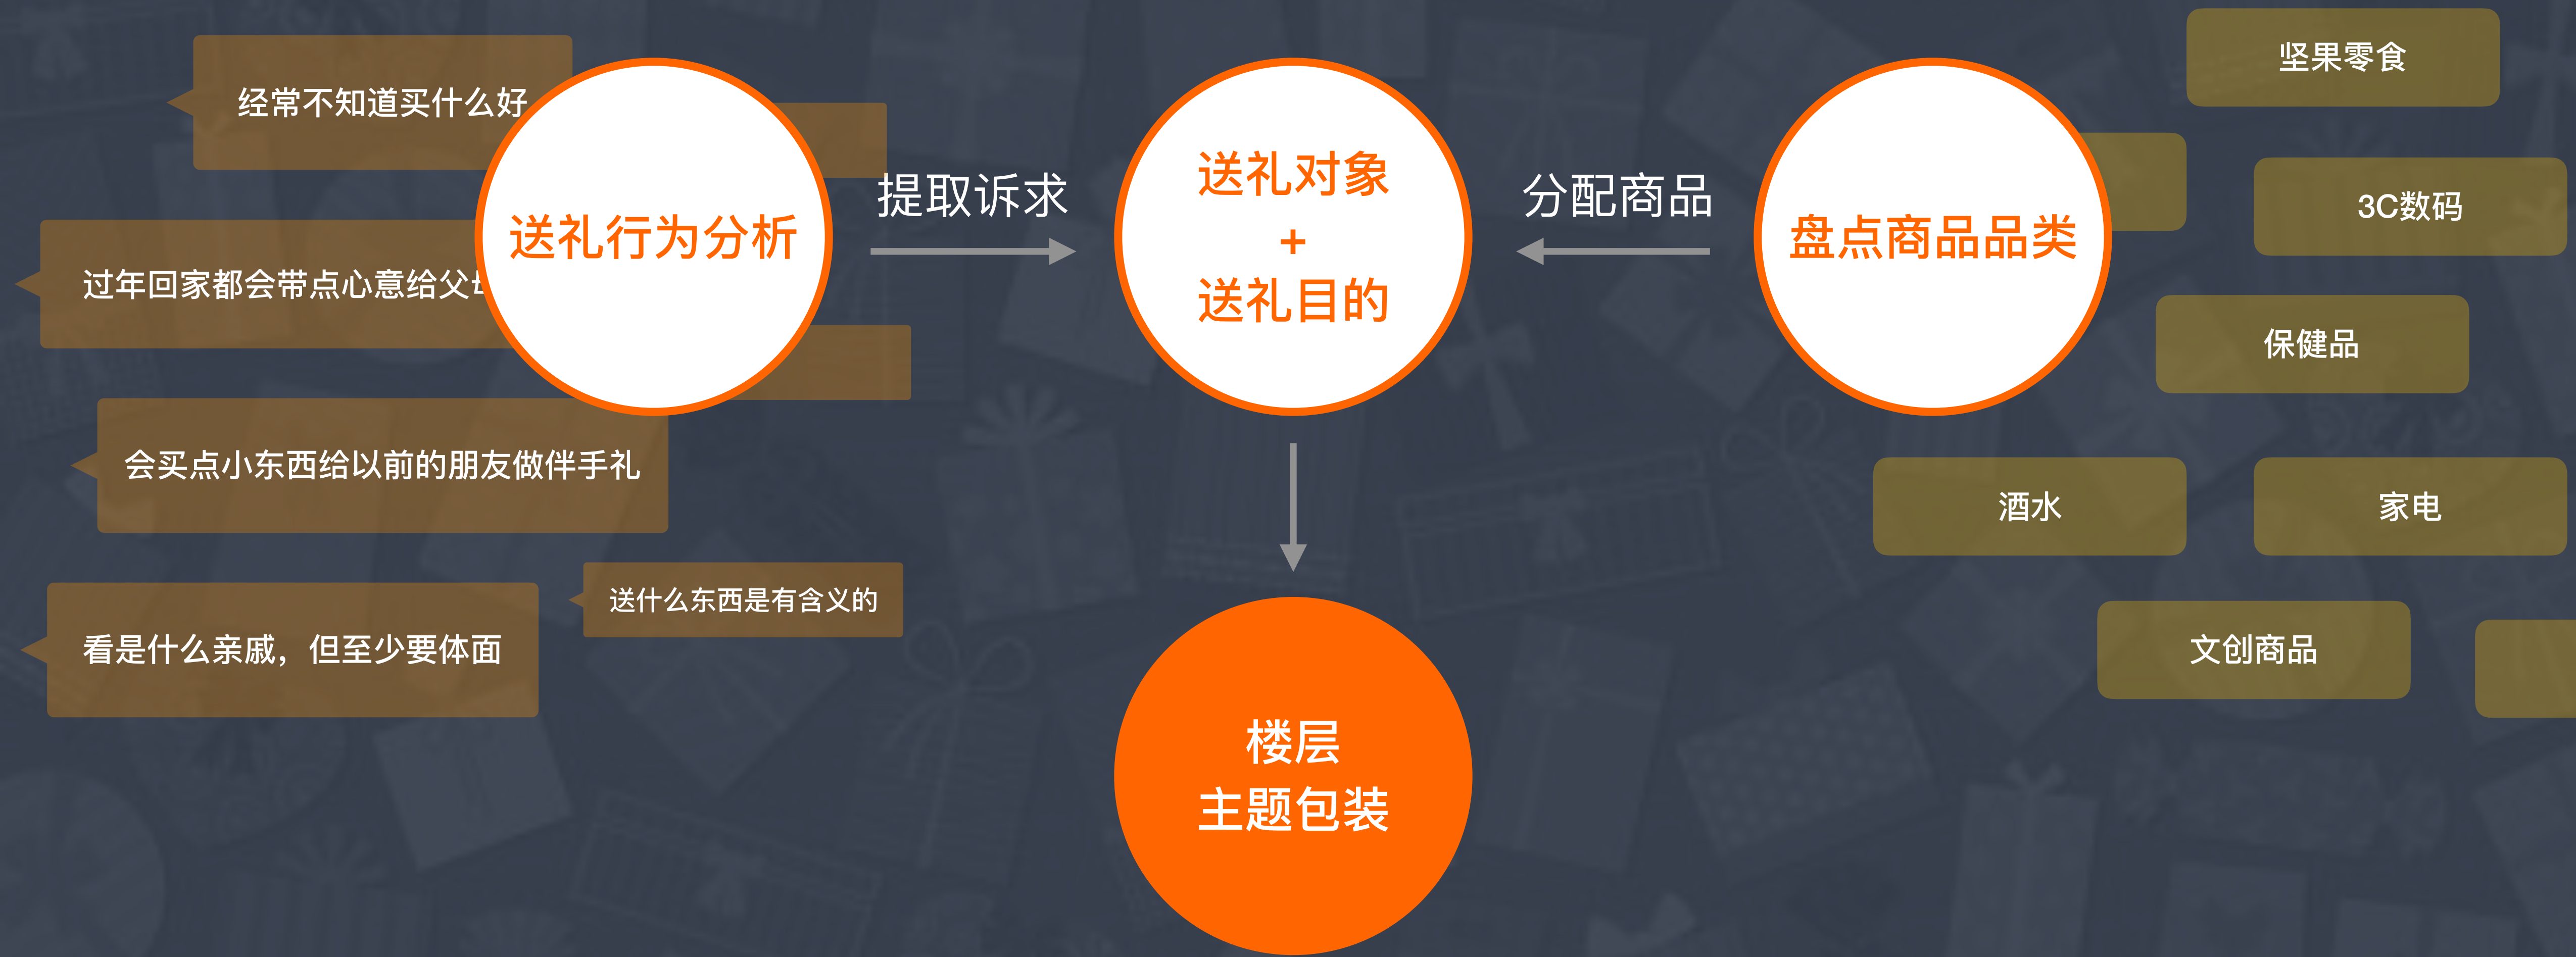 经常不知道买什么好
过年回家都会带点心意给父
会买点小东西给以前的朋友做伴手礼
看是什么亲戚，但至少要体面
送什么东西是有含义的
送礼行为分析
提取诉求
送礼对象
+
送礼目的
分配商品
盘点商品品类
楼层
主题包装
坚果零食
3C数码
保健品
酒水
家电
文创商品